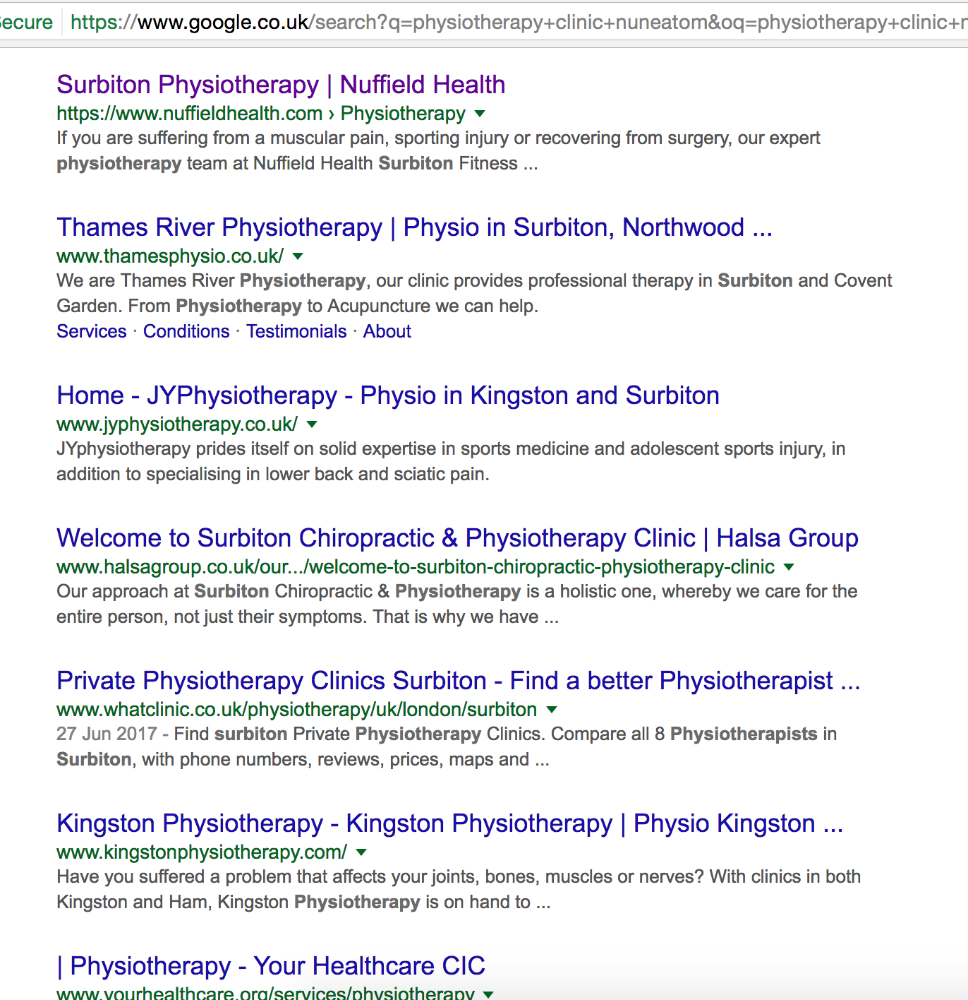 ecure https://www.google.co.uk/search?q=physiotherapy+clinic+nuneatom&oq=physiotherapy+clinic+n
Surbiton Physiotherapy | Nuffield Health
https://www.nuffieldhealth.com › Physiotherapy
If you are suffering from a muscular pain, sporting injury or recovering from surgery, our expert
physiotherapy team at Nuffield Health Surbiton Fitness ...
Thames River Physiotherapy | Physio in Surbiton, Northwood ...
www.thamesphysio.co.uk/
We are Thames River Physiotherapy, our clinic provides professional therapy in Surbiton and Covent
Garden. From Physiotherapy to Acupuncture we can help.
Services · Conditions · Testimonials · About
Home - JYPhysiotherapy - Physio in Kingston and Surbiton
www.jyphysiotherapy.co.uk/
JYphysiotherapy prides itself on solid expertise in sports medicine and adolescent sports injury, in
addition to specialising in lower back and sciatic pain.
Welcome to Surbiton Chiropractic & Physiotherapy Clinic | Halsa Group
www.halsagroup.co.uk/our.../welcome-to-surbiton-chiropractic-physiotherapy-clinic
Our approach at Surbiton Chiropractic & Physiotherapy is a holistic one, whereby we care for the
entire person, not just their symptoms. That is why we have ...
Private Physiotherapy Clinics Surbiton - Find a better Physiotherapist ...
www.whatclinic.co.uk/physiotherapy/uk/london/surbiton
27 Jun 2017 - Find surbiton Private Physiotherapy Clinics. Compare all 8 Physiotherapists in
Surbiton, with phone numbers, reviews, prices, maps and ...
Kingston Physiotherapy - Kingston Physiotherapy | Physio Kingston ...
www.kingstonphysiotherapy.com/
Have you suffered a problem that affects your joints, bones, muscles or nerves? With clinics in both
Kingston and Ham, Kingston Physiotherapy is on hand to ...
| Physiotherapy - Your Healthcare CIC
www.yourhealthcare.org/services/physiotherapy